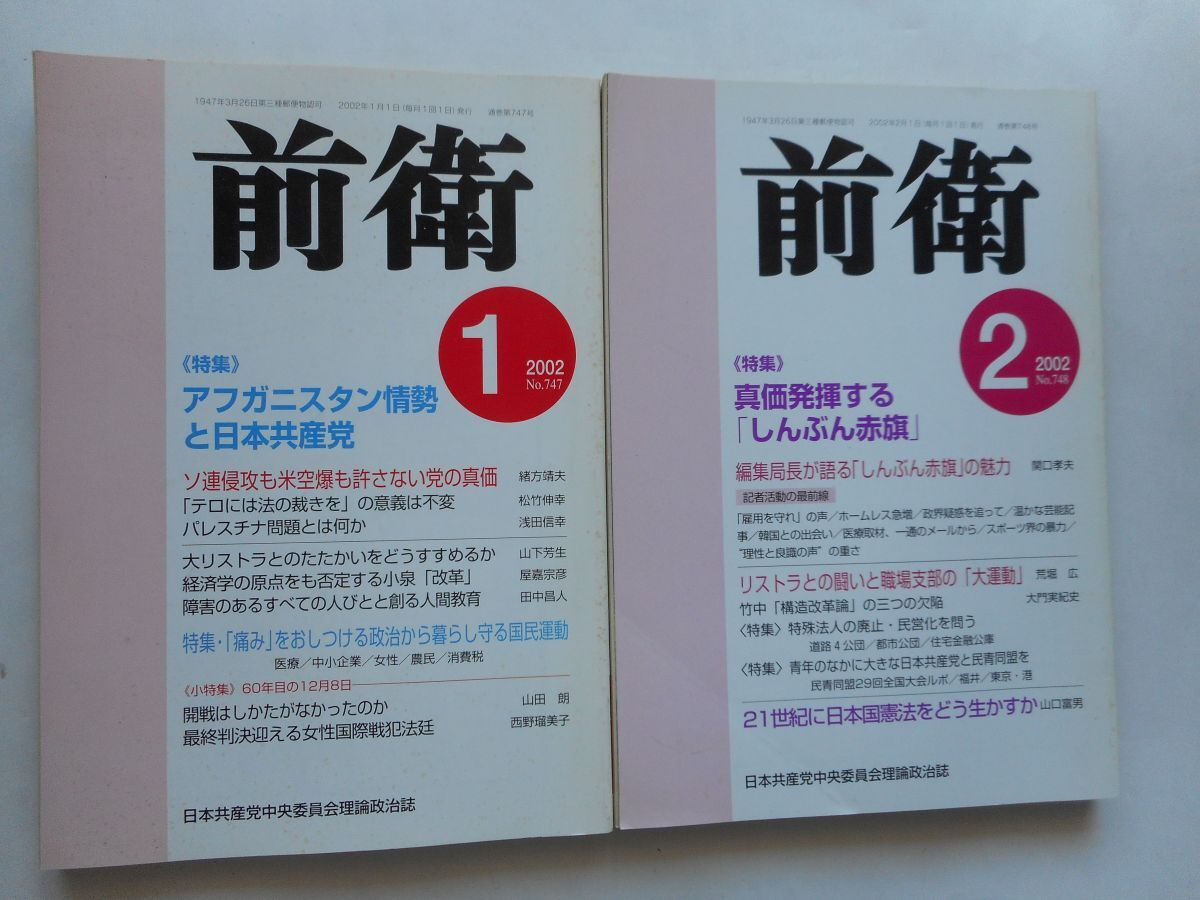 1947年3月26日第三種郵便物認可　2002年1月1日(毎月1回1日)発行　通巻第747号
前衛
1
2002
No.747
《特集》
アフガニスタン情勢
と日本共産党
ソ連侵攻も米空爆も許さない党の真価　緒方靖夫
「テロには法の裁きを」の意義は不変　松竹伸幸
パレスチナ問題とは何か　浅田信幸
大リストラとのたたかいをどうすすめるか　山下芳生
経済学の原点をも否定する小泉「改革」　屋嘉宗彦
障害のあるすべての人びとと創る人間教育　田中昌人
特集・「痛み」をおしつける政治から暮らし守る国民運動
医療／中小企業／女性／農民／消費税
《小特集》60年目の12月8日
開戦はしかたがなかったのか　山田　朗
最終判決迎える女性国際戦犯法廷　西野瑠美子
日本共産党中央委員会理論政治誌
1947年3月26日第三種郵便物認可　2002年2月1日(毎月1回1日)発行　通巻第748号
前衛
2
2002
No.748
《特集》
真価発揮する
「しんぶん赤旗」
編集局長が語る「しんぶん赤旗」の魅力　関口孝夫
記者活動の最前線
「雇用を守れ」の声／ホームレス急増／政界疑惑を追って／温かな芸能記
事／韓国との出会い／医療取材、一通のメールから／スポーツ界の暴力／
“理性と良識の声”の重さ
リストラとの闘いと職場支部の「大運動」　荒堀　広
竹中「構造改革論」の三つの欠陥　大門実紀史
〈特集〉特殊法人の廃止・民営化を問う
道路4公団／都市公団／住宅金融公庫
〈特集〉青年のなかに大きな日本共産党と民青同盟を
民青同盟29回全国大会ルポ／福井／東京・港
21世紀に日本国憲法をどう生かすか　山口富男
日本共産党中央委員会理論政治誌